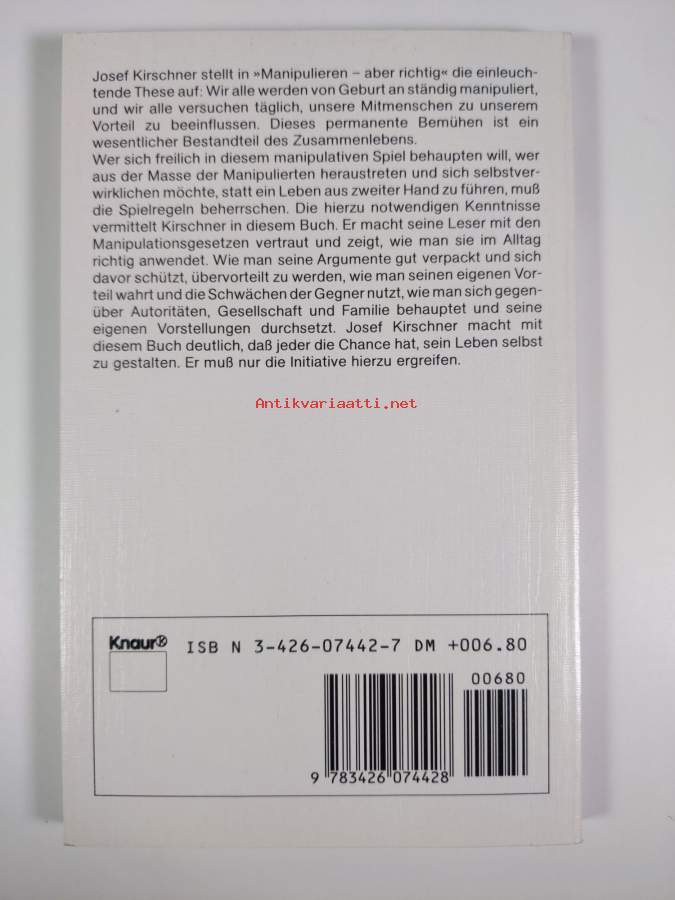 Josef Kirschner stellt in »Manipulieren – aber richtig« die einleuch-
tende These auf: Wir alle werden von Geburt an ständig manipuliert,
und wir alle versuchen täglich, unsere Mitmenschen zu unserem
Vorteil zu beeinflussen. Dieses permanente Bemühen ist ein
wesentlicher Bestandteil des Zusammenlebens.
Wer sich freilich in diesem manipulativen Spiel behaupten will, wer
aus der Masse der Manipulierten heraustreten und sich selbstver-
wirklichen möchte, statt ein Leben aus zweiter Hand zu führen, muß
die Spielregeln beherrschen. Die hierzu notwendigen Kenntnisse
vermittelt Kirschner in diesem Buch. Er macht seine Leser mit den
Manipulationsgesetzen vertraut und zeigt, wie man sie im Alltag
richtig anwendet. Wie man seine Argumente gut verpackt und sich
davor schützt, übervorteilt zu werden, wie man seinen eigenen Vor-
teil wahrt und die Schwächen der Gegner nutzt, wie man sich gegen-
über Autoritäten, Gesellschaft und Familie behauptet und seine
eigenen Vorstellungen durchsetzt. Josef Kirschner macht mit
diesem Buch deutlich, daß jeder die Chance hat, sein Leben selbst
zu gestalten. Er muß nur die Initiative hierzu ergreifen.
Antikvariaatti.net
Knaur
ISB N 3-426-07442-7 DM +006.80
00680
9 783426 074428